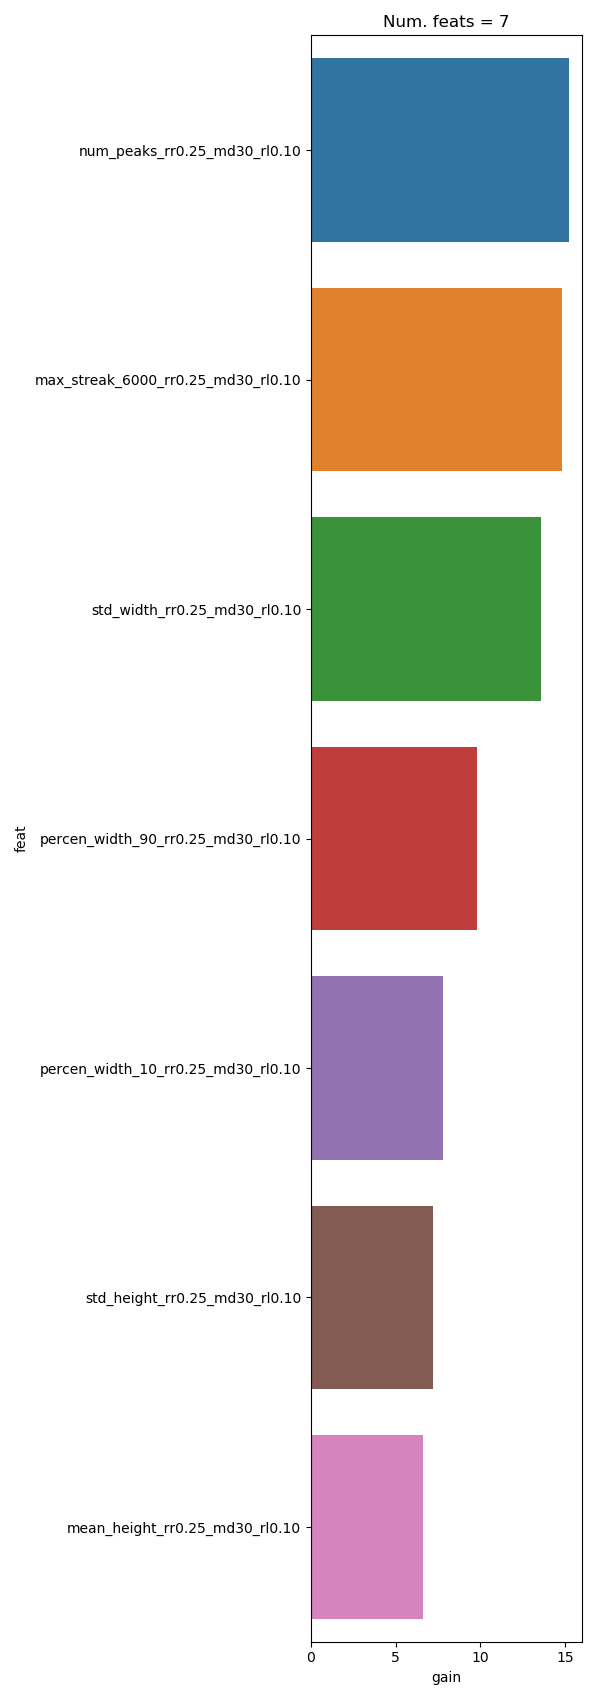 Num. feats = 7
num_peaks_rr0.25_md30_rl0.10
max_streak_6000_rr0.25_md30_rl0.10
std_width_rr0.25_md30_rl0.10
percen_width_90_rr0.25_md30_rl0.10
feat
percen_width_10_rr0.25_md30_rl0.10
std_height_rr0.25_md30_rl0.10
mean_height_rr0.25_md30_rl0.10
0 5 10 15
gain